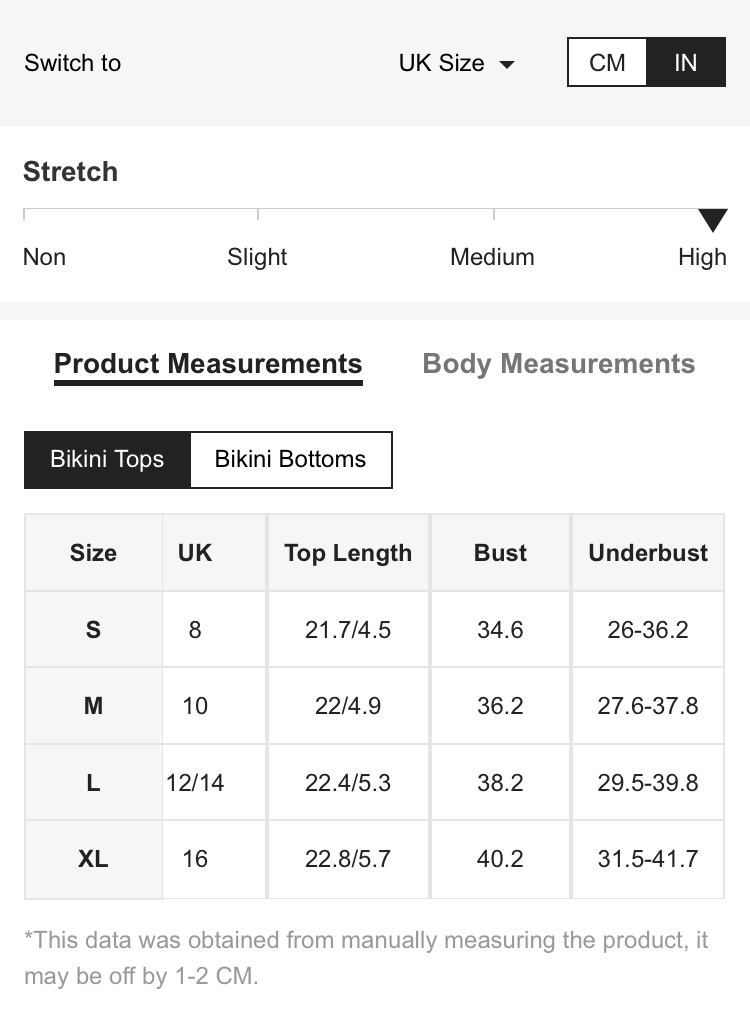 Switch to UK Size CM IN
Stretch
Non Slight Medium High
Product Measurements Body Measurements
Bikini Tops Bikini Bottoms
Size UK Top Length Bust Underbust
S 8 21.7/4.5 34.6 26-36.2
M 10 22/4.9 36.2 27.6-37.8
L 12/14 22.4/5.3 38.2 29.5-39.8
XL 16 22.8/5.7 40.2 31.5-41.7
*This data was obtained from manually measuring the product, it
may be off by 1-2 CM.